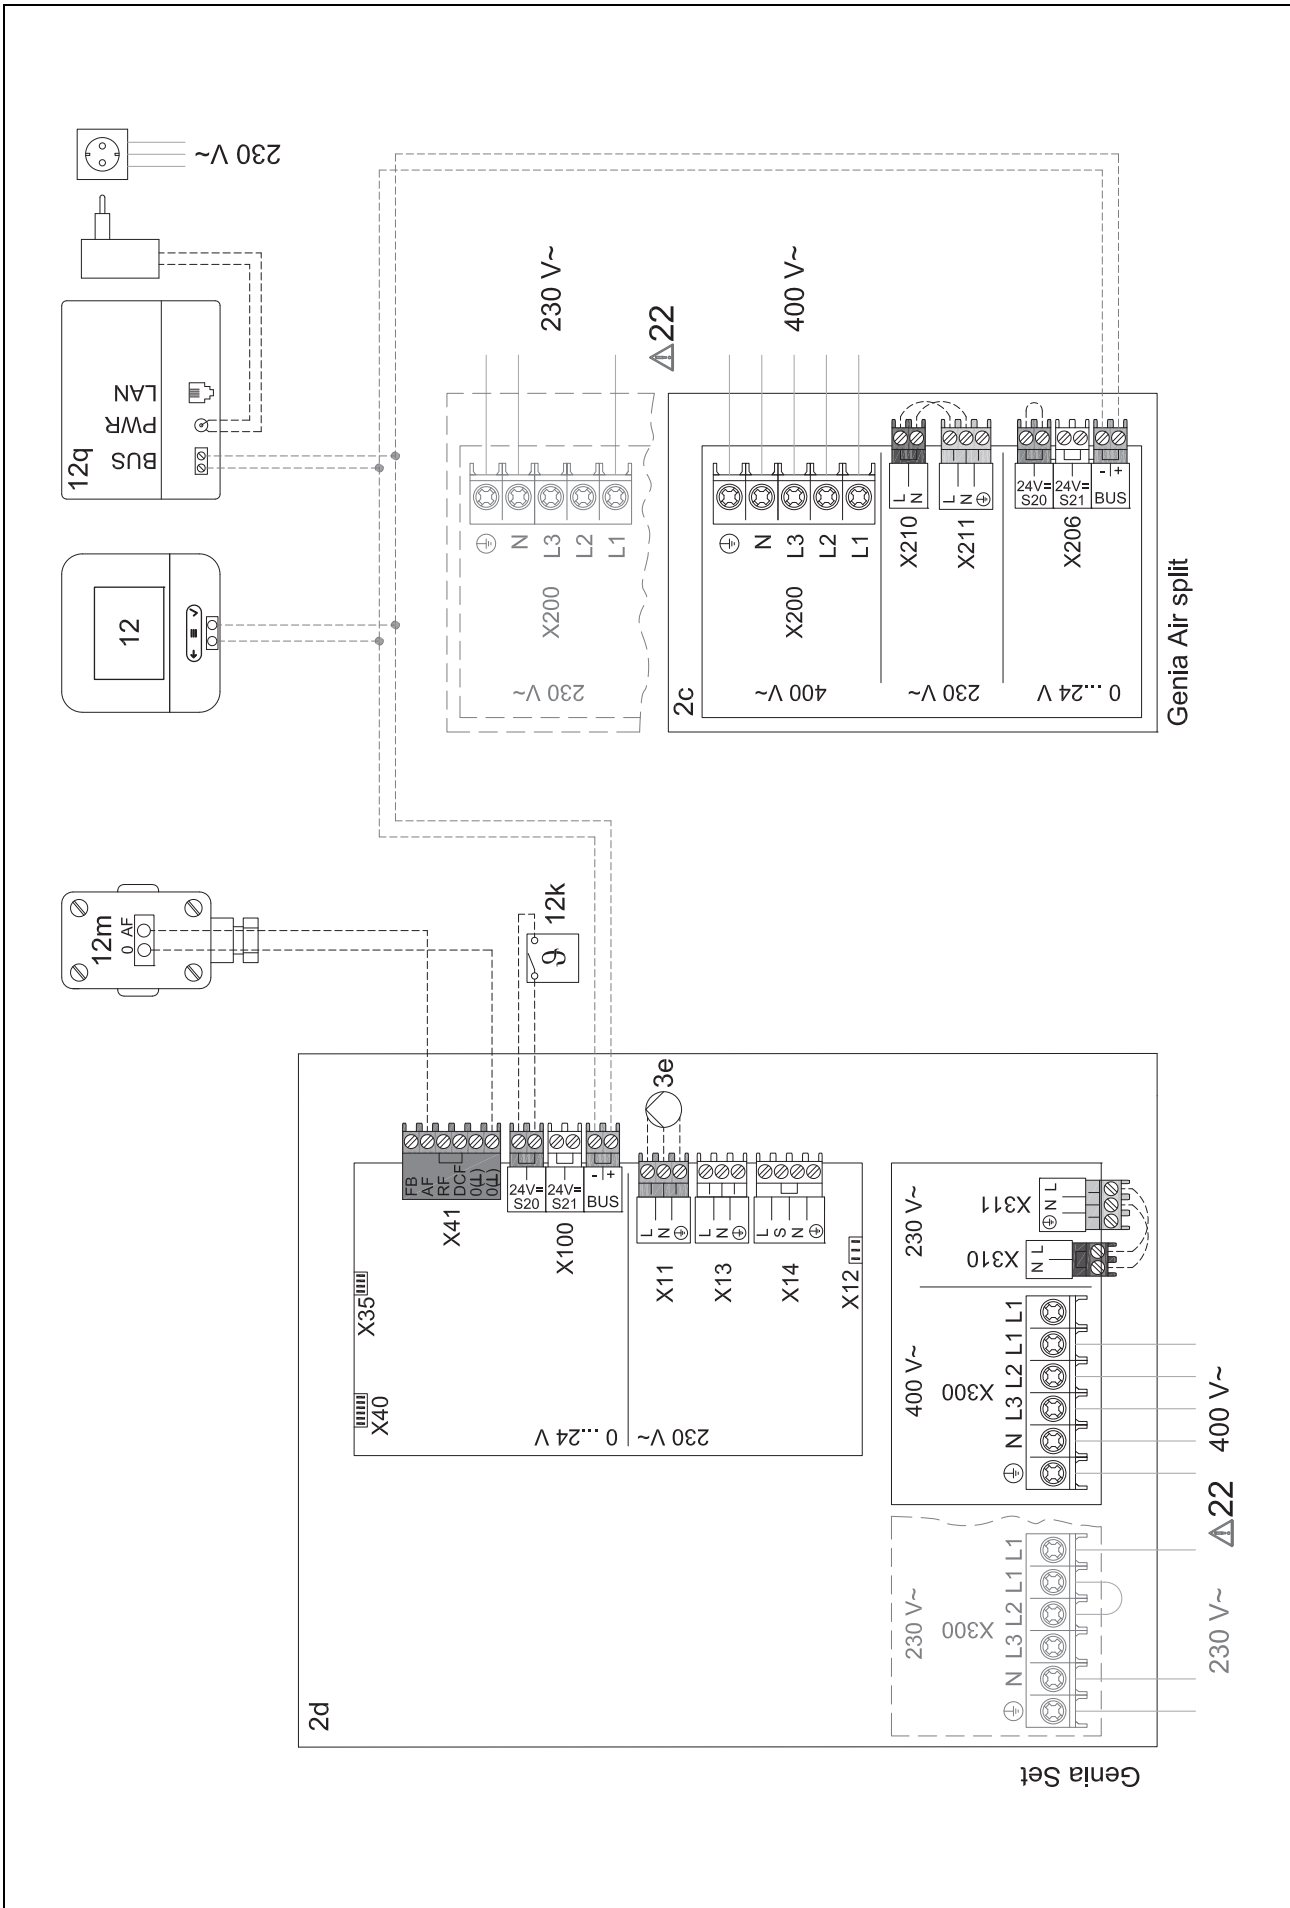 230 V~
12q
LAN
PWR
BUS
12
12m
0 AF
12k
ϑ
230 V~
⚠22
400 V~
⏚
N
L3
L2
L1
X200
230 V~
2c
⏚
N
L3
L2
L1
X200
400 V~
L
N
X210
L
N
⏚
X211
230 V~
24V=
S20
24V=
S21
- +
BUS
X206
0 ...24 V
Genia Air split
2d
X35
X40
FB
AF
RF
DCF
0(⊥)
0(⊥)
X41
24V=
S20
24V=
S21
- +
BUS
X100
3e
L
N
⏚
X11
L
N
⏚
X13
L
S
N
⏚
X14
X12
0 ...24 V
230 V~
230 V~
⏚ N L
X311
N L
X310
400 V~
X300
⏚ N L3 L2 L1 L1
400 V~
⚠22
230 V~
X300
⏚ N L3 L2 L1 L1
230 V~
Genia Set